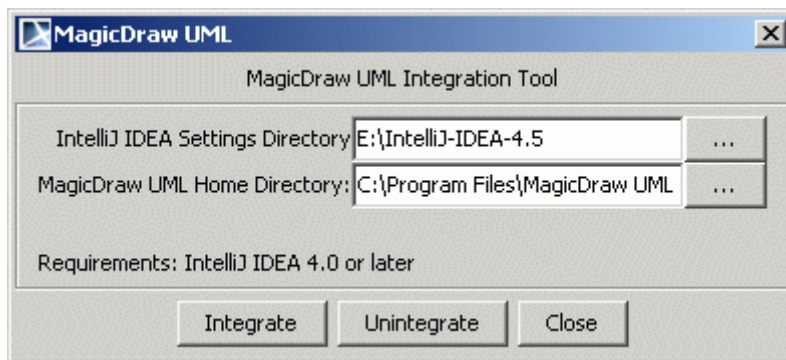 MagicDraw UML
MagicDraw UML Integration Tool
IntelliJ IDEA Settings Directory E:\IntelliJ-IDEA-4.5 ...
MagicDraw UML Home Directory: C:\Program Files\MagicDraw UML ...
Requirements: IntelliJ IDEA 4.0 or later
Integrate Unintegrate Close